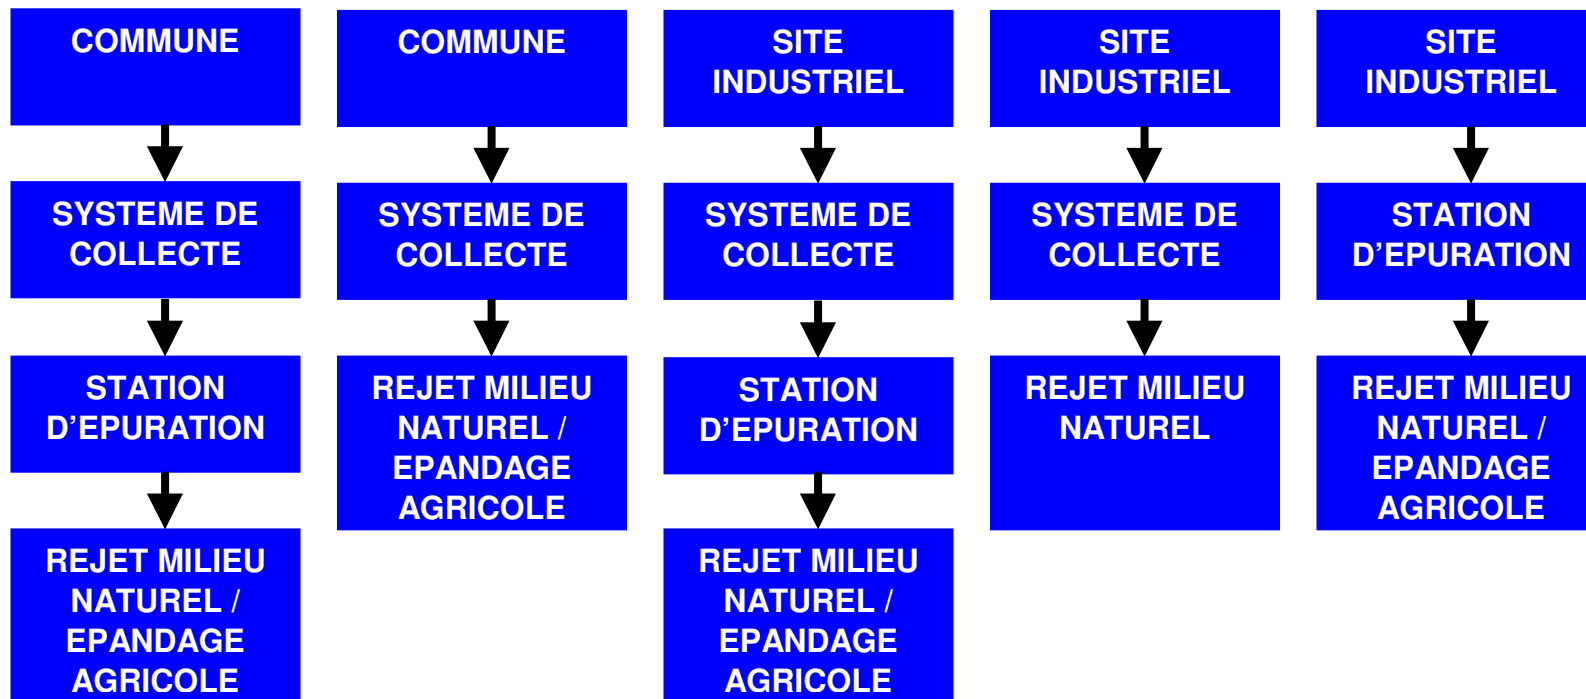 COMMUNE
SYSTEME DE
COLLECTE
STATION
D'EPURATION
REJET MILIEU
NATUREL /
EPANDAGE
AGRICOLE
COMMUNE
SYSTEME DE
COLLECTE
REJET MILIEU
NATUREL /
EPANDAGE
AGRICOLE
SITE
INDUSTRIEL
SYSTEME DE
COLLECTE
STATION
D'EPURATION
REJET MILIEU
NATUREL /
EPANDAGE
AGRICOLE
SITE
INDUSTRIEL
SYSTEME DE
COLLECTE
REJET MILIEU
NATUREL
SITE
INDUSTRIEL
STATION
D'EPURATION
REJET MILIEU
NATUREL /
EPANDAGE
AGRICOLE